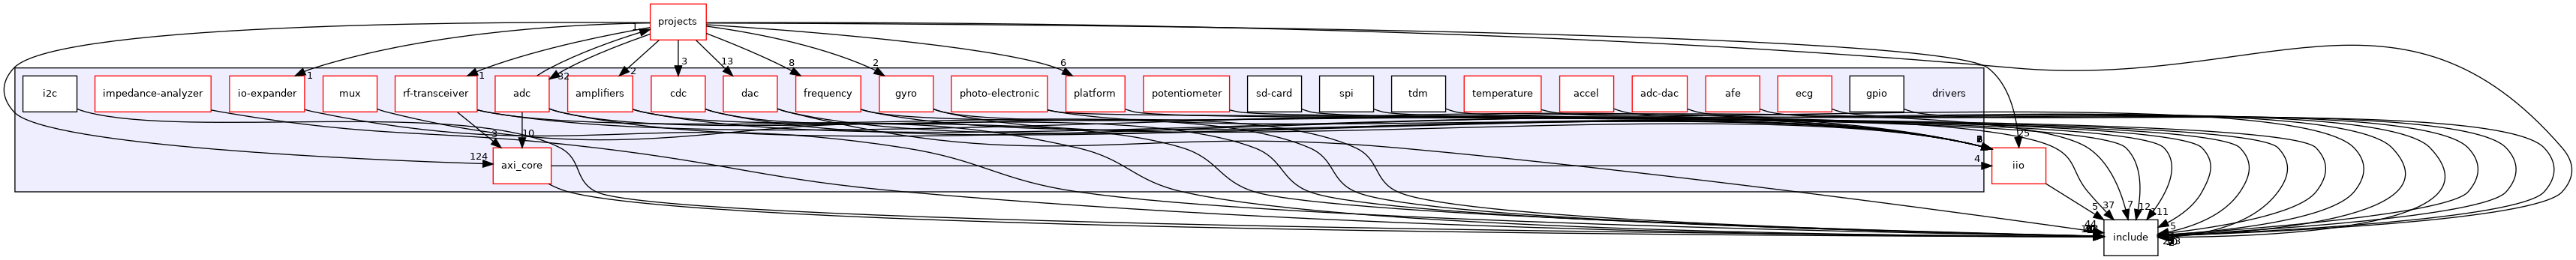 projects
1
3
13
8
2
6
1
1
32
2
i2c
impedance-analyzer
io-expander
mux
rf-transceiver
adc
amplifiers
cdc
dac
frequency
gyro
photo-electronic
platform
potentiometer
sd-card
spi
tdm
temperature
accel
adc-dac
afe
ecg
gpio
drivers
3
10
25
124
axi_core
4
iio
5
37
7
12
111
5
44
include